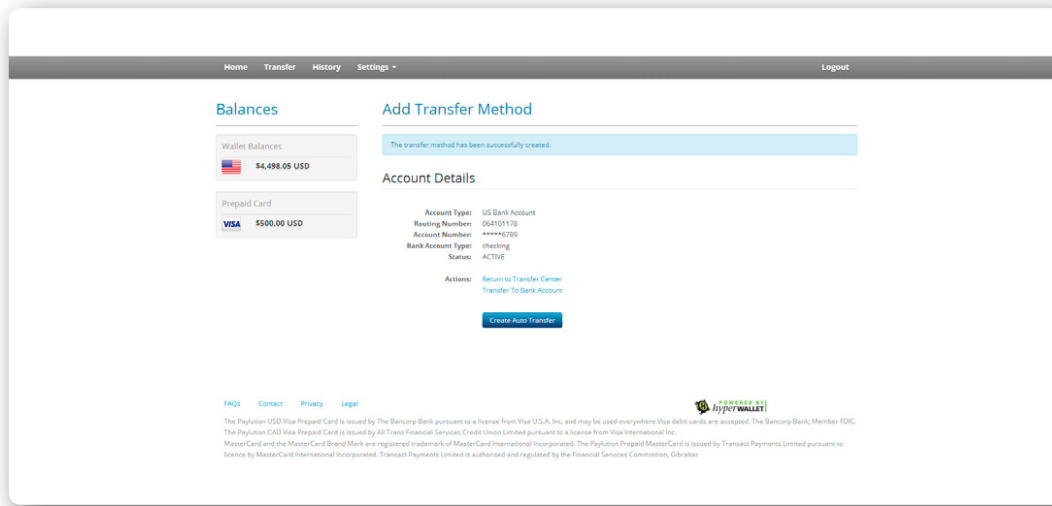 Home Transfer History Settings Logout
Balances
Wallet Balances
$4,498.05 USD
Prepaid Card
VISA $500.00 USD
Add Transfer Method
The transfer method has been successfully created.
Account Details
Account Type: US Bank Account
Routing Number: 064101178
Account Number: *****6789
Bank Account Type: checking
Status: ACTIVE
Actions: Return to Transfer Center
Transfer To Bank Account
Create Auto Transfer
FAQs Contact Privacy Legal
POWERED BY
hyperWALLET
The Paylution USD Visa Prepaid Card is issued by The Bancorp Bank pursuant to a license from Visa U.S.A. Inc. and may be used everywhere Visa debit cards are accepted. The Bancorp Bank; Member FDIC.
The Paylution CAD Visa Prepaid Card is issued by All Trans Financial Services Credit Union Limited pursuant to a license from Visa International Inc.
MasterCard and the MasterCard Brand Mark are registered trademark of MasterCard International Incorporated. The Paylution Prepaid MasterCard is issued by Transact Payments Limited pursuant to
licence by MasterCard International Incorporated. Transact Payments Limited is authorised and regulated by the Financial Services Commission, Gibraltar